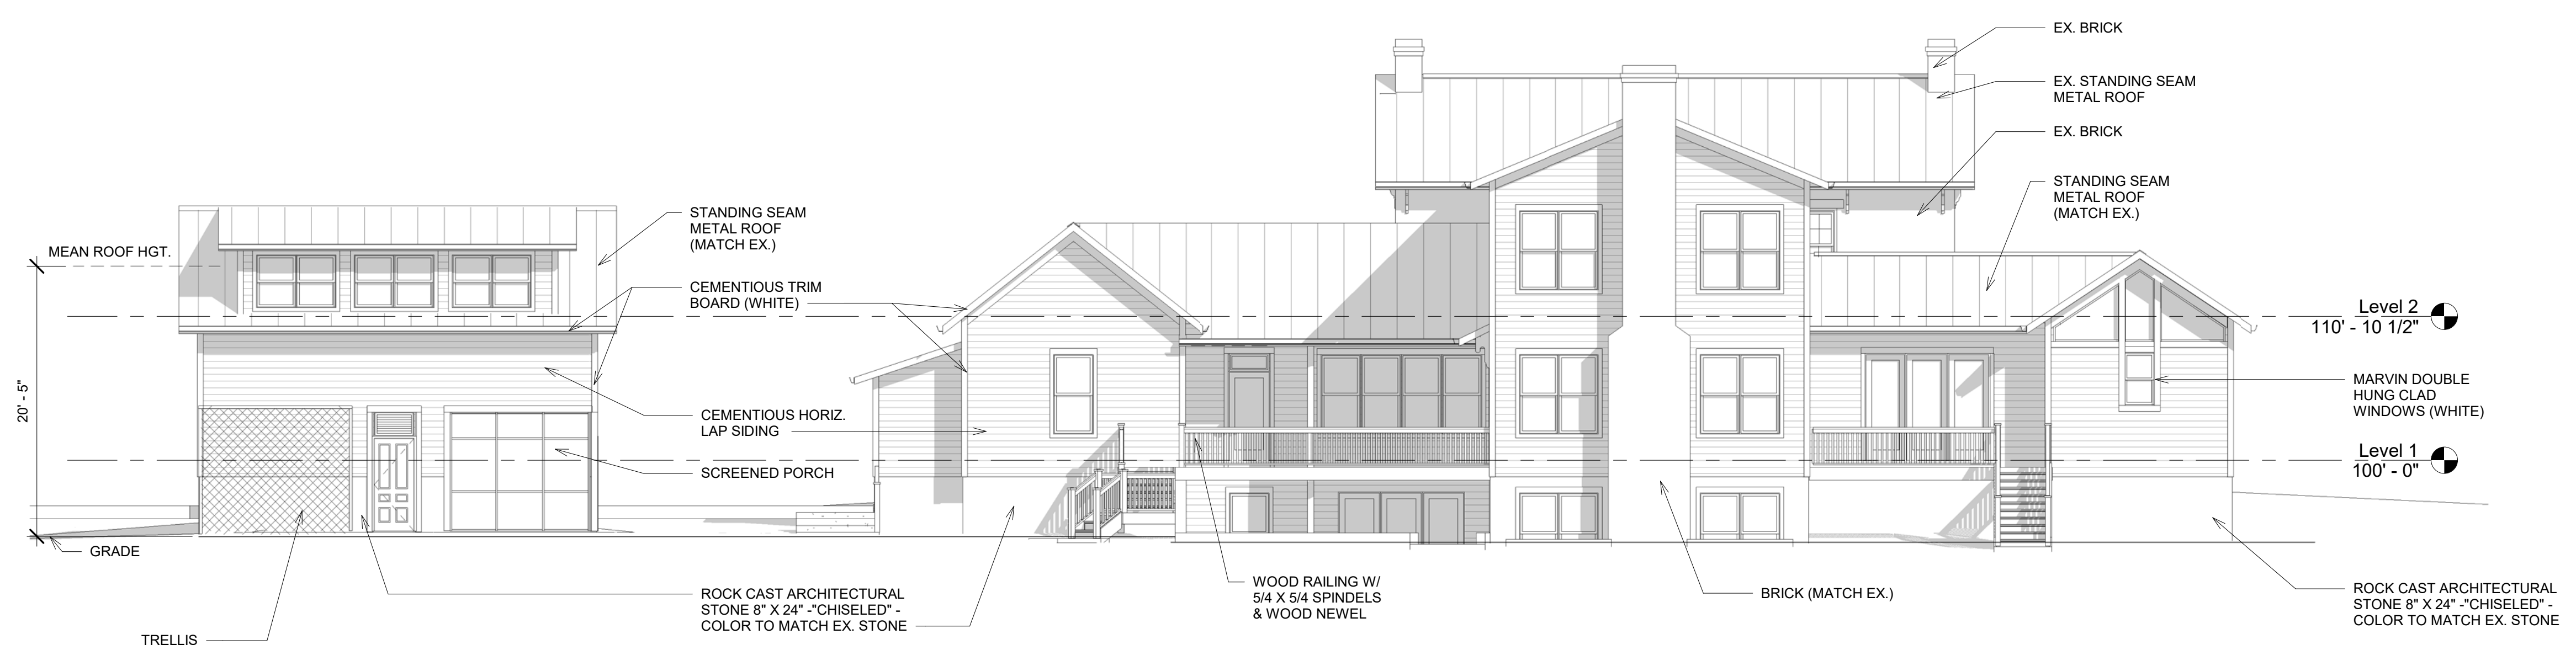 EX. BRICK
EX. STANDING SEAM
METAL ROOF
EX. BRICK
STANDING SEAM
METAL ROOF
(MATCH EX.)
STANDING SEAM
METAL ROOF
(MATCH EX.)
MEAN ROOF HGT.
CEMENTIOUS TRIM
BOARD (WHITE)
Level 2
110' - 10 1/2"
20' - 5"
MARVIN DOUBLE
HUNG CLAD
WINDOWS (WHITE)
CEMENTIOUS HORIZ.
LAP SIDING
SCREENED PORCH
Level 1
100' - 0"
GRADE
WOOD RAILING W/
5/4 X 5/4 SPINDELS
& WOOD NEWEL
BRICK (MATCH EX.)
ROCK CAST ARCHITECTURAL
STONE 8" X 24" -"CHISELED" -
COLOR TO MATCH EX. STONE
ROCK CAST ARCHITECTURAL
STONE 8" X 24" -"CHISELED" -
COLOR TO MATCH EX. STONE
TRELLIS